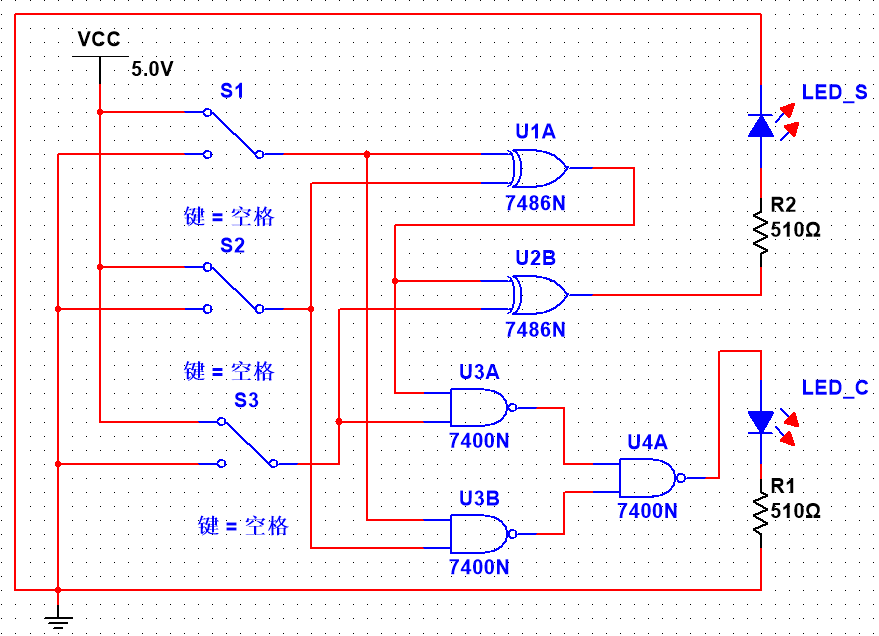 VCC
5.0V
S1
键 = 空格
S2
键 = 空格
S3
键 = 空格
U1A
7486N
U2B
7486N
U3A
7400N
U3B
7400N
U4A
7400N
LED_S
R2
510Ω
LED_C
R1
510Ω